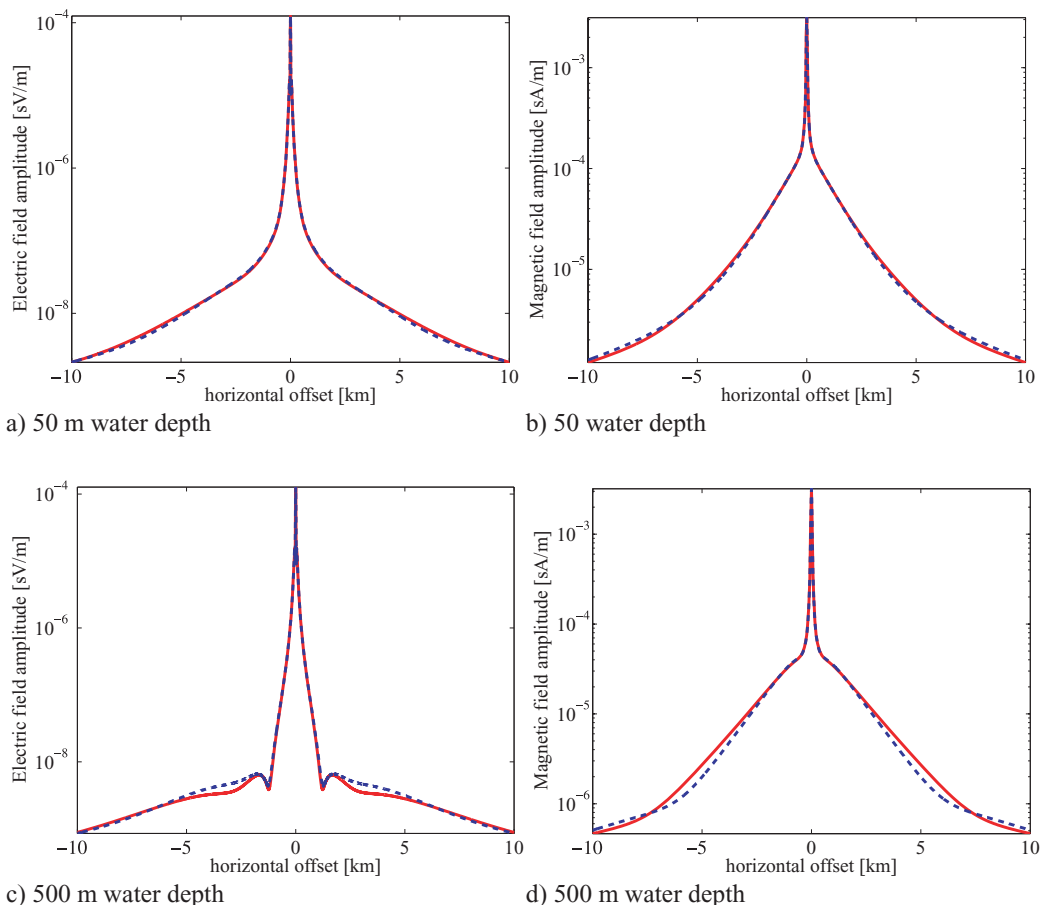 10⁻⁴
10⁻⁶
10⁻⁸
Electric field amplitude [sV/m]
−10 −5 0 5 10
horizontal offset [km]
a) 50 m water depth
10⁻³
10⁻⁴
10⁻⁵
Magnetic field amplitude [sA/m]
−10 −5 0 5 10
horizontal offset [km]
b) 50 water depth
10⁻⁴
10⁻⁶
10⁻⁸
Electric field amplitude [sV/m]
−10 −5 0 5 10
horizontal offset [km]
c) 500 m water depth
10⁻³
10⁻⁴
10⁻⁵
10⁻⁶
Magnetic field amplitude [sA/m]
−10 −5 0 5 10
horizontal offset [km]
d) 500 m water depth